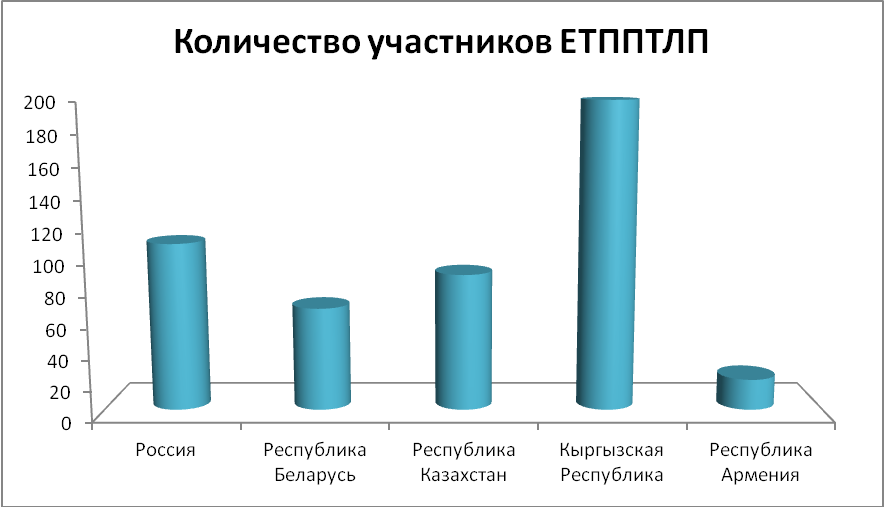 Количество участников ЕТППТЛП
200
180
160
140
120
100
80
60
40
20
0
Россия
Республика
Беларусь
Республика
Казахстан
Кыргызская
Республика
Республика
Армения